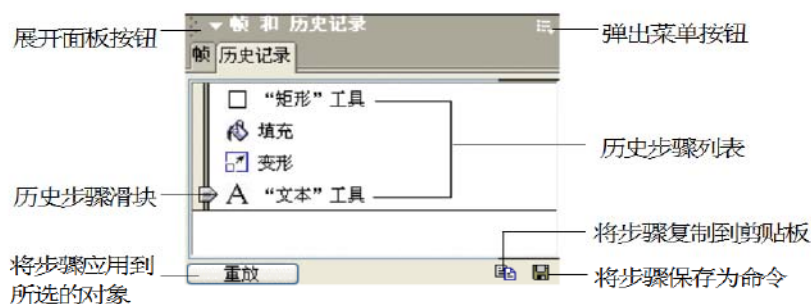 展开面板按钮
帧 和 历史记录
弹出菜单按钮
帧 历史记录
“矩形”工具
填充
历史步骤列表
变形
历史步骤滑块
A “文本”工具
将步骤复制到剪贴板
将步骤应用到
所选的对象
重放
将步骤保存为命令